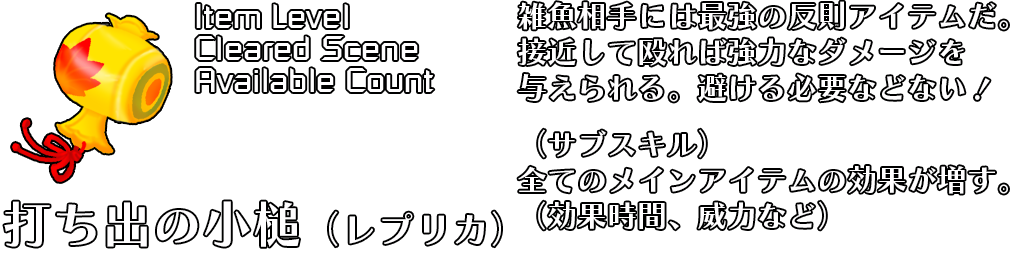 Item Level
Cleared Scene
Available Count
打ち出の小槌（レプリカ）
雑魚相手には最強の反則アイテムだ。
接近して殴れば強力なダメージを
与えられる。避ける必要などない！
（サブスキル）
全てのメインアイテムの効果が増す。
（効果時間、威力など）